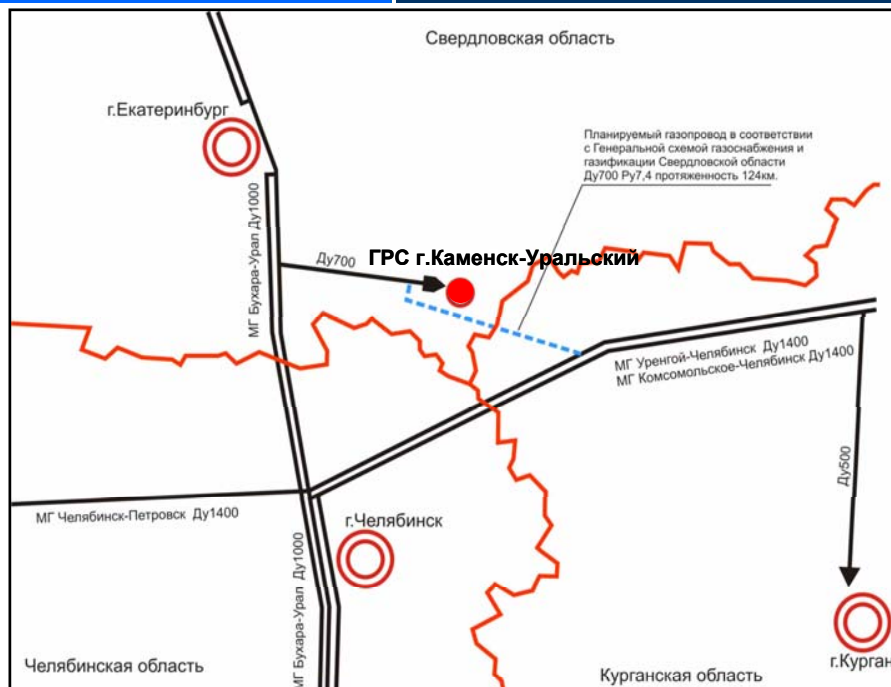 Свердловская область
г.Екатеринбург
Планируемый газопровод в соответствии
с Генеральной схемой газоснабжения и
газификации Свердловской области
Ду700 Ру7,4 протяженность 124км.
МГ Бухара-Урал Ду1000
Ду700
ГРС г.Каменск-Уральский
МГ Уренгой-Челябинск Ду1400
МГ Комсомольское-Челябинск Ду1400
Ду500
МГ Челябинск-Петровск Ду1400
г.Челябинск
МГ Бухара-Урал Ду1000
г.Курган
Челябинская область
Курганская область